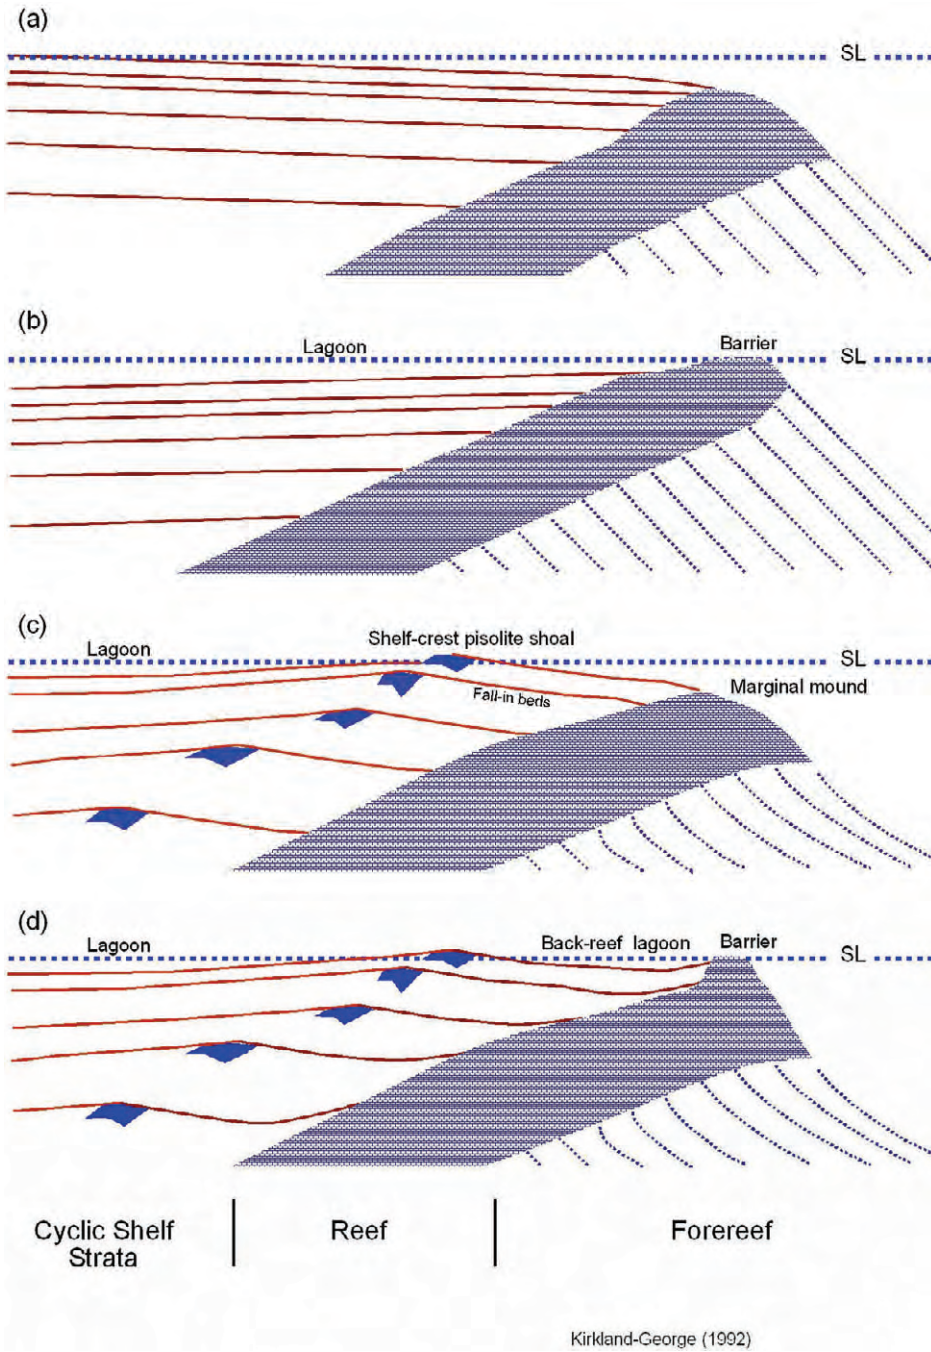 (a)
SL
(b)
Lagoon
Barrier
SL
(c)
Lagoon
Shelf-crest pisolite shoal
SL
Fall-in beds
Marginal mound
(d)
Lagoon
Back-reef lagoon
Barrier
SL
Cyclic Shelf
Strata
Reef
Forereef
Kirkland-George (1992)